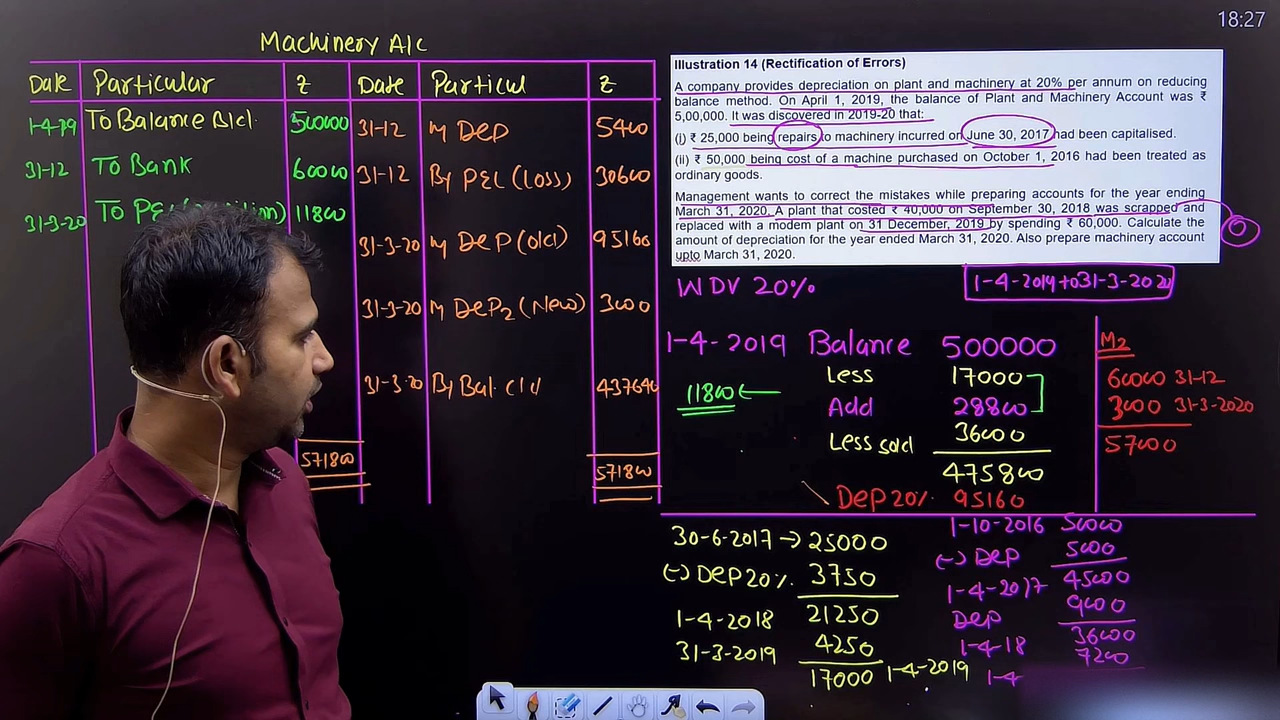 18:27
Machinery A/c
Date Particular ₹ Date Particul ₹
1-4-19 To Balance B/d. 500000 31-12 By Dep 5400
31-12 To Bank 60000 31-12 By P&L (Loss) 30600
31-3-20 To P&L 11800
31-3-20 By Dep (old) 95160
31-3-20 By Dep2 (New) 3000
31-3-20 By Bal. c/d 437640
571800 571800
Illustration 14 (Rectification of Errors)
A company provides depreciation on plant and machinery at 20% per annum on reducing
balance method. On April 1, 2019, the balance of Plant and Machinery Account was ₹
5,00,000. It was discovered in 2019-20 that:
(i) ₹ 25,000 being repairs to machinery incurred on June 30, 2017 had been capitalised.
(ii) ₹ 50,000 being cost of a machine purchased on October 1, 2016 had been treated as
ordinary goods.
Management wants to correct the mistakes while preparing accounts for the year ending
March 31, 2020. A plant that costed ₹ 40,000 on September 30, 2018 was scrapped and
replaced with a modem plant on 31 December, 2019 by spending ₹ 60,000. Calculate the
amount of depreciation for the year ended March 31, 2020. Also prepare machinery account
upto March 31, 2020.
WDV 20%
1-4-2019 to 31-3-2020
1-4-2019 Balance 500000
Less 17000
11800 Add 28800
Less sold 36000
475800
Dep 20% 95160
M2
60000 31-12
3000 31-3-2020
57000
30-6-2017 → 25000
(-) Dep 20% 3750
1-4-2018 21250
31-3-2019 4250
17000 1-4-2019
1-10-2016 50000
(-) Dep 5000
1-4-2017 45000
Dep 9000
1-4-18 36000
7200
1-4